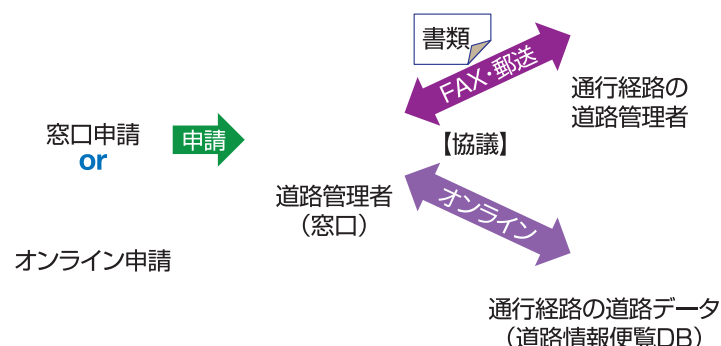 書類
FAX・郵送
通行経路の
道路管理者
窓口申請
or
申請
【協議】
道路管理者
（窓口）
オンライン
オンライン申請
通行経路の道路データ
（道路情報便覧DB）